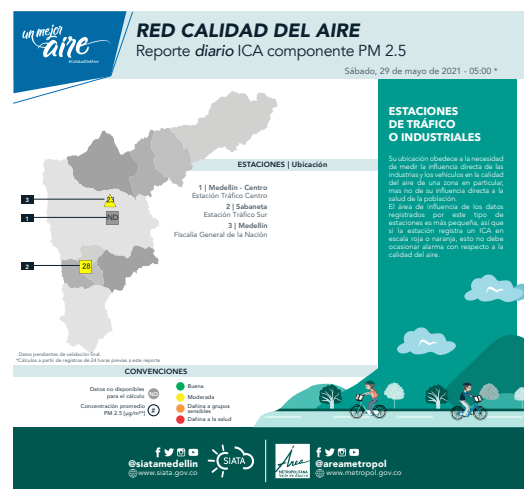 un mejor
aire
#CalidadDelAire
RED CALIDAD DEL AIRE
Reporte diario ICA componente PM 2.5
Sábado, 29 de mayo de 2021 - 05:00 *
ESTACIONES | Ubicación
1 | Medellín - Centro
Estación Tráfico Centro
2 | Sabaneta
Estación Tráfico Sur
3 | Medellín
Fiscalía General de la Nación
3
23
1
ND
2
28
ESTACIONES
DE TRÁFICO
O INDUSTRIALES
Su ubicación obedece a la necesidad
de medir la influencia directa de las
industrias y los vehículos en la calidad
del aire de una zona en particular,
mas no de su influencia directa a la
salud de la población.
El área de influencia de los datos
registrados por este tipo de
estaciones es más pequeña, así que
si la estación registra un ICA en
escala roja o naranja, esto no debe
ocasionar alarma con respecto a la
calidad del aire.
Datos pendientes de validación final.
*Cálculos a partir de registros de 24 horas previas a este reporte
CONVENCIONES
Datos no disponibles
para el cálculo
ND
Concentración promedio
PM 2.5 (µg/m³)
#
Buena
Moderada
Dañina a grupos
sensibles
Dañina a la salud
@siatamedellin
www.siata.gov.co
SIATA
Área
METROPOLITANA
Valle de Aburrá
@areametropol
www.metropol.gov.co